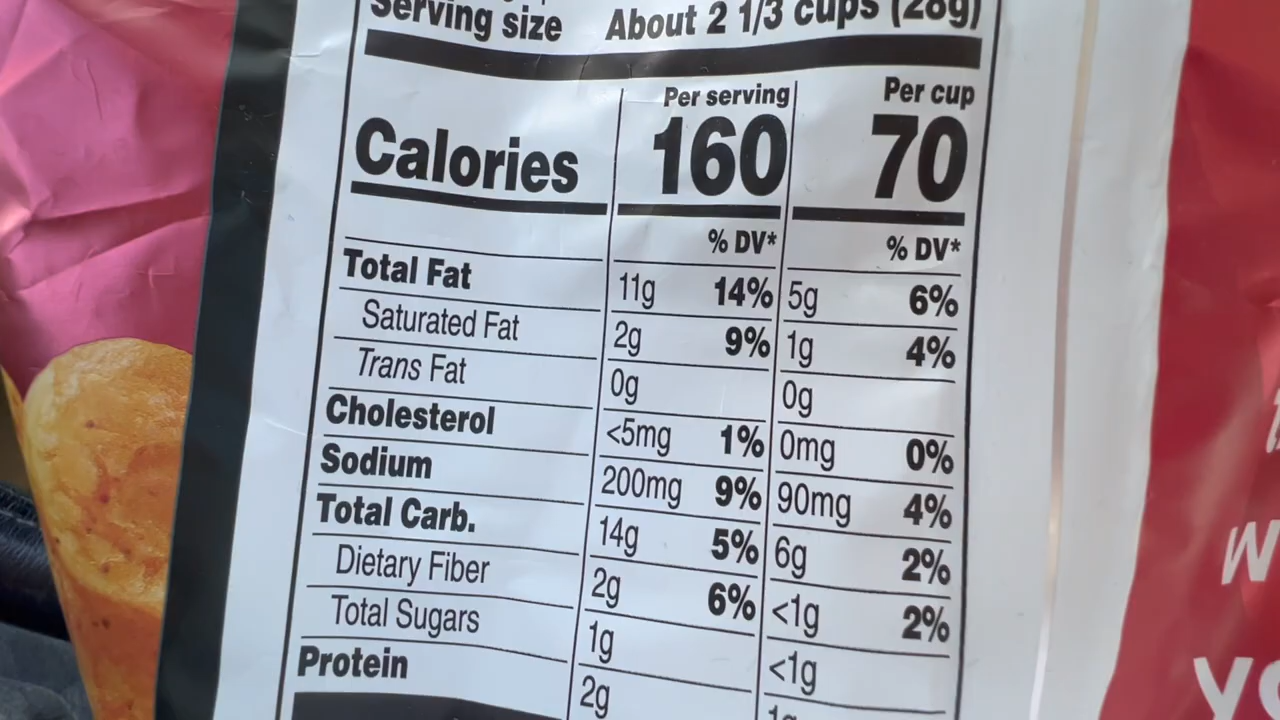 Serving size About 2 1/3 cups (28g)
Per serving Per cup
Calories 160 70
% DV* % DV*
Total Fat 11g 14% 5g 6%
Saturated Fat 2g 9% 1g 4%
Trans Fat 0g 0g
Cholesterol <5mg 1% 0mg 0%
Sodium 200mg 9% 90mg 4%
Total Carb. 14g 5% 6g 2%
Dietary Fiber 2g 6% <1g 2%
Total Sugars 1g <1g
Protein 2g 1g